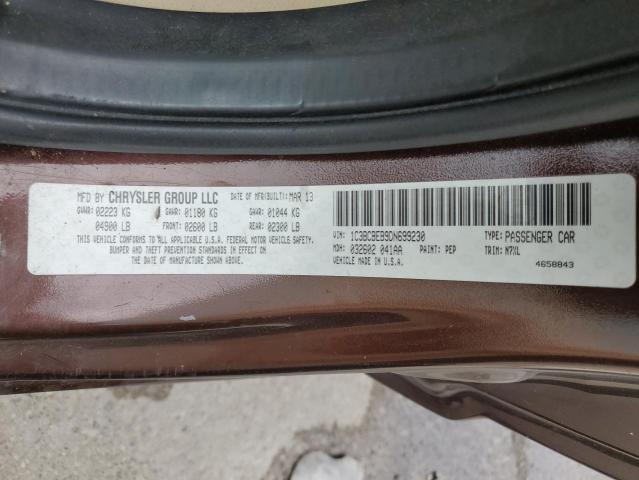 MFD BY CHRYSLER GROUP LLC DATE OF MFR(BUILT): MAR 13
GVWR: 02223 KG GAWR: 01180 KG GAWR: 01044 KG
04900 LB FRONT: 02600 LB REAR: 02300 LB
THIS VEHICLE CONFORMS TO ALL APPLICABLE U.S.A. FEDERAL MOTOR VEHICLE SAFETY,
BUMPER AND THEFT PREVENTION STANDARDS IN EFFECT ON
THE DATE OF MANUFACTURE SHOWN ABOVE.
VIN: 1C3BCBEB9DN699230 TYPE: PASSENGER CAR
MDH: 032602 041AA PAINT: PEP TRIM: N7XL
VEHICLE MADE IN U.S.A. 4658843